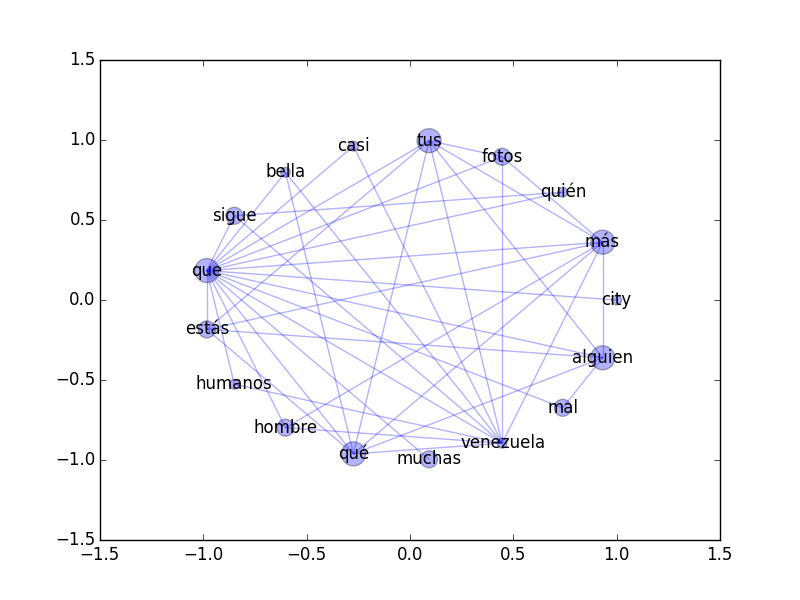 1.5
1.0
0.5
0.0
−0.5
−1.0
−1.5
tus
casi
fotos
bella
quién
sigue
más
que
city
estás
alguien
humanos
mal
hombre
venezuela
qué
muchas
−1.5 −1.0 −0.5 0.0 0.5 1.0 1.5